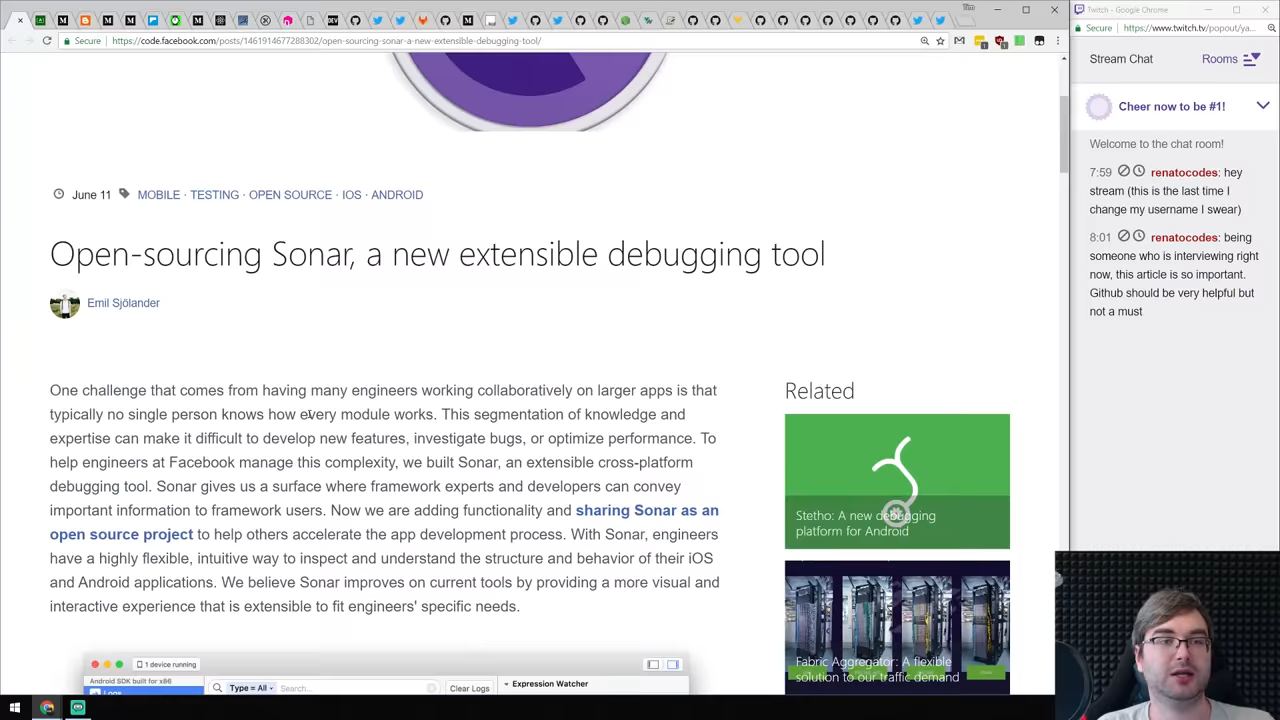 Twitch - Google Chrome
Secure
https://code.facebook.com/posts/1461914677288302/open-sourcing-sonar-a-new-extensible-debugging-tool/
Secure
https://www.twitch.tv/popout/ya...
Stream Chat
Rooms
Cheer now to be #1!
Welcome to the chat room!
7:59 renatocodes: hey
stream (this is the last time I
change my username I swear)
8:01 renatocodes: being
someone who is interviewing right
now, this article is so important.
Github should be very helpful but
not a must
June 11
MOBILE · TESTING · OPEN SOURCE · IOS · ANDROID
Open-sourcing Sonar, a new extensible debugging tool
Emil Sjölander
One challenge that comes from having many engineers working collaboratively on larger apps is that
typically no single person knows how every module works. This segmentation of knowledge and
expertise can make it difficult to develop new features, investigate bugs, or optimize performance. To
help engineers at Facebook manage this complexity, we built Sonar, an extensible cross-platform
debugging tool. Sonar gives us a surface where framework experts and developers can convey
important information to framework users. Now we are adding functionality and sharing Sonar as an
open source project to help others accelerate the app development process. With Sonar, engineers
have a highly flexible, intuitive way to inspect and understand the structure and behavior of their iOS
and Android applications. We believe Sonar improves on current tools by providing a more visual and
interactive experience that is extensible to fit engineers' specific needs.
Related
Stetho: A new debugging
platform for Android
Fabric Aggregator: A flexible
solution to our traffic demand
1 device running
Android SDK built for x86
Logs
Type = All
Search...
Clear Logs
Expression Watcher